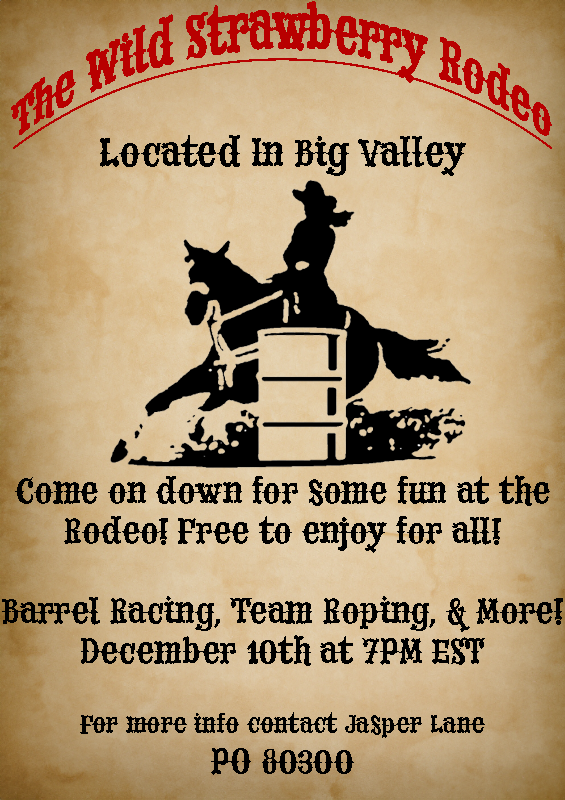 The Wild Strawberry Rodeo
Located In Big Valley
Come on down for Some fun at the
Rodeo! Free to enjoy for all!
Barrel Racing, Team Roping, & More!
December 10th at 7PM EST
For more info contact JaSper Lane
PO 80300